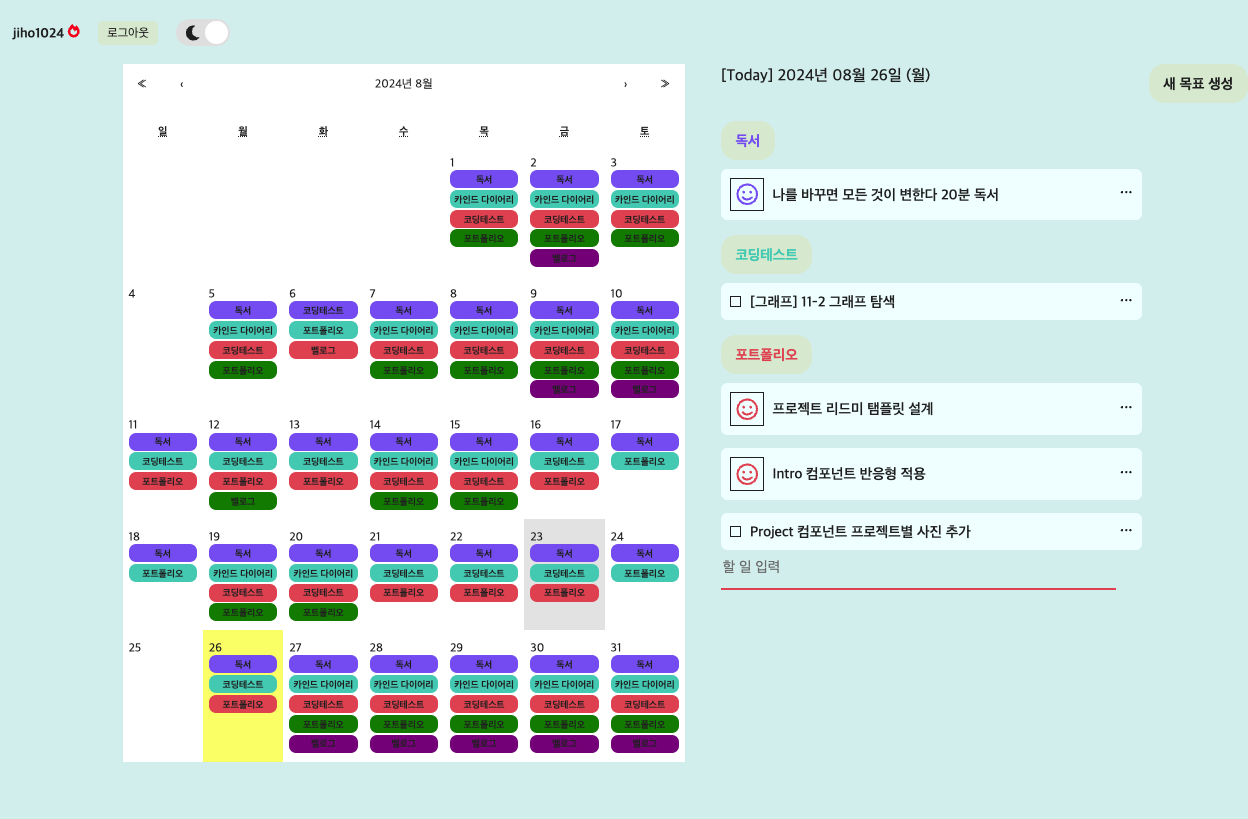 jiho1024 로그아웃
« ‹ 2024년 8월 › »
일 월 화 수 목 금 토
1 2 3
독서 독서 독서
카인드 다이어리 카인드 다이어리 카인드 다이어리
코딩테스트 코딩테스트 코딩테스트
포트폴리오 포트폴리오 포트폴리오
벨로그
4 5 6 7 8 9 10
독서 코딩테스트 독서 독서 독서 독서
카인드 다이어리 포트폴리오 카인드 다이어리 카인드 다이어리 카인드 다이어리 카인드 다이어리
코딩테스트 벨로그 코딩테스트 코딩테스트 코딩테스트 코딩테스트
포트폴리오 포트폴리오 포트폴리오 포트폴리오 포트폴리오
벨로그 벨로그
11 12 13 14 15 16 17
독서 독서 독서 독서 독서 독서 독서
코딩테스트 코딩테스트 코딩테스트 카인드 다이어리 카인드 다이어리 코딩테스트 포트폴리오
포트폴리오 포트폴리오 포트폴리오 코딩테스트 코딩테스트 포트폴리오
벨로그 포트폴리오 포트폴리오
18 19 20 21 22 23 24
독서 독서 독서 독서 독서 독서 독서
포트폴리오 카인드 다이어리 카인드 다이어리 코딩테스트 코딩테스트 코딩테스트 포트폴리오
코딩테스트 코딩테스트 포트폴리오 포트폴리오 포트폴리오
포트폴리오 포트폴리오
25 26 27 28 29 30 31
독서 독서 독서 독서 독서 독서
코딩테스트 카인드 다이어리 카인드 다이어리 카인드 다이어리 카인드 다이어리 카인드 다이어리
포트폴리오 코딩테스트 코딩테스트 코딩테스트 코딩테스트 코딩테스트
포트폴리오 포트폴리오 포트폴리오 포트폴리오 포트폴리오
벨로그 벨로그 벨로그 벨로그 벨로그
[Today] 2024년 08월 26일 (월)
새 목표 생성
독서
나를 바꾸면 모든 것이 변한다 20분 독서 ···
코딩테스트
[그래프] 11-2 그래프 탐색 ···
포트폴리오
프로젝트 리드미 탬플릿 설계 ···
Intro 컴포넌트 반응형 적용 ···
Project 컴포넌트 프로젝트별 사진 추가 ···
할 일 입력